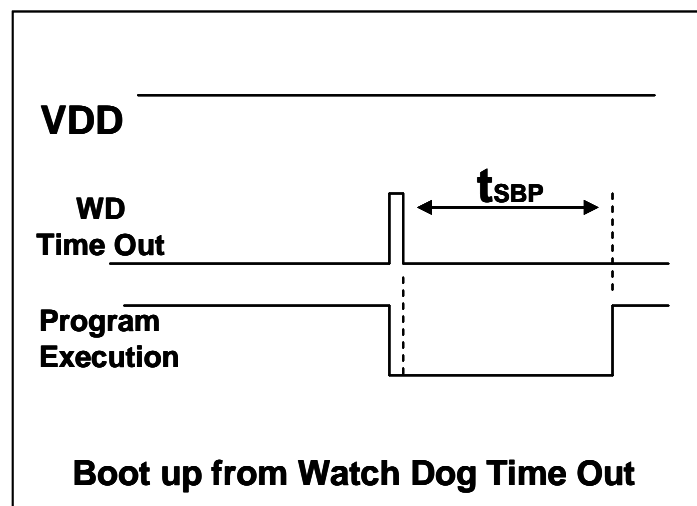 VDD
tSBP
WD
Time Out
Program
Execution
Boot up from Watch Dog Time Out